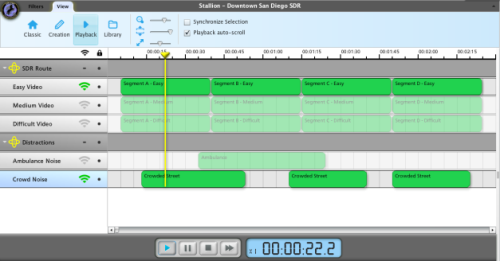 Stallion - Downtown San Diego SDR
Filters View
Classic Creation Playback Library
Synchronize Selection
Playback auto-scroll
00:00:15 00:00:30 00:00:45 00:01:00 00:01:15 00:01:30 00:01:45 00:02:00 00:02:15
SDR Route
Easy Video Segment A - Easy Segment B - Easy Segment C - Easy Segment D - Easy
Medium Video Segment A - Medium Segment B - Medium Segment C - Medium Segment D - Medium
Difficult Video Segment A - Difficult Segment B - Difficult Segment C - Difficult Segment D - Difficult
Distractions
Ambulance Noise Ambulance
Crowd Noise Crowded Street Crowded Street Crowded Street
00:00:22.2